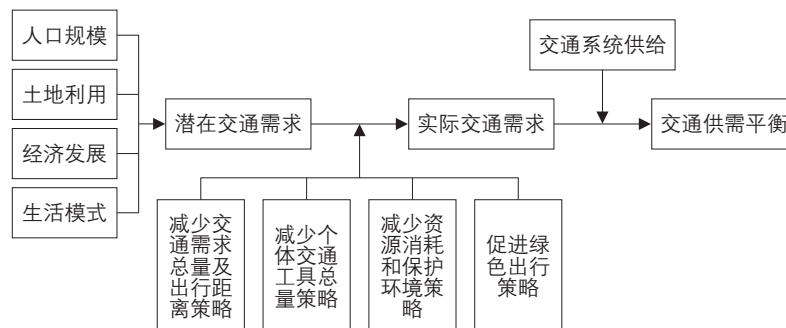 人口规模
土地利用
经济发展
生活模式
潜在交通需求
实际交通需求
交通系统供给
交通供需平衡
减少交
通需求
总量及
出行距
离策略
减少个
体交通
工具总
量策略
减少资
源消耗
和保护
环境策
略
促进绿
色出行
策略